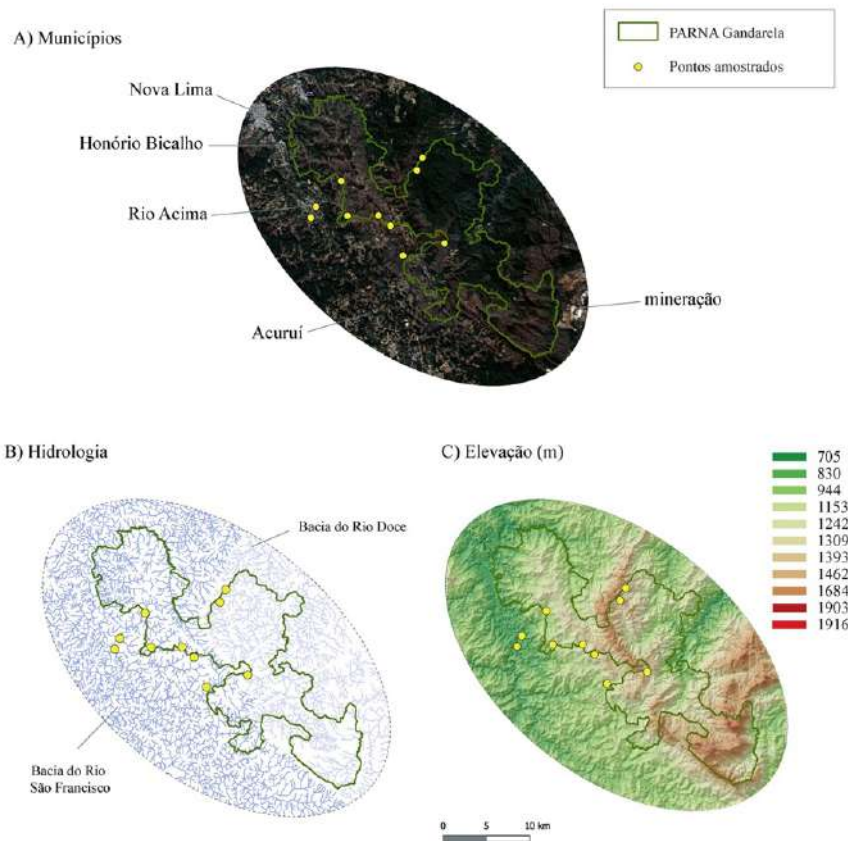 PARNA Gandarela
Pontos amostrados
A) Municípios
Nova Lima
Honório Bicalho
Rio Acima
mineração
Acuruí
B) Hidrologia
Bacia do Rio Doce
Bacia do Rio
São Francisco
C) Elevação (m)
705
830
944
1153
1242
1309
1393
1462
1684
1903
1916
0 5 10 km